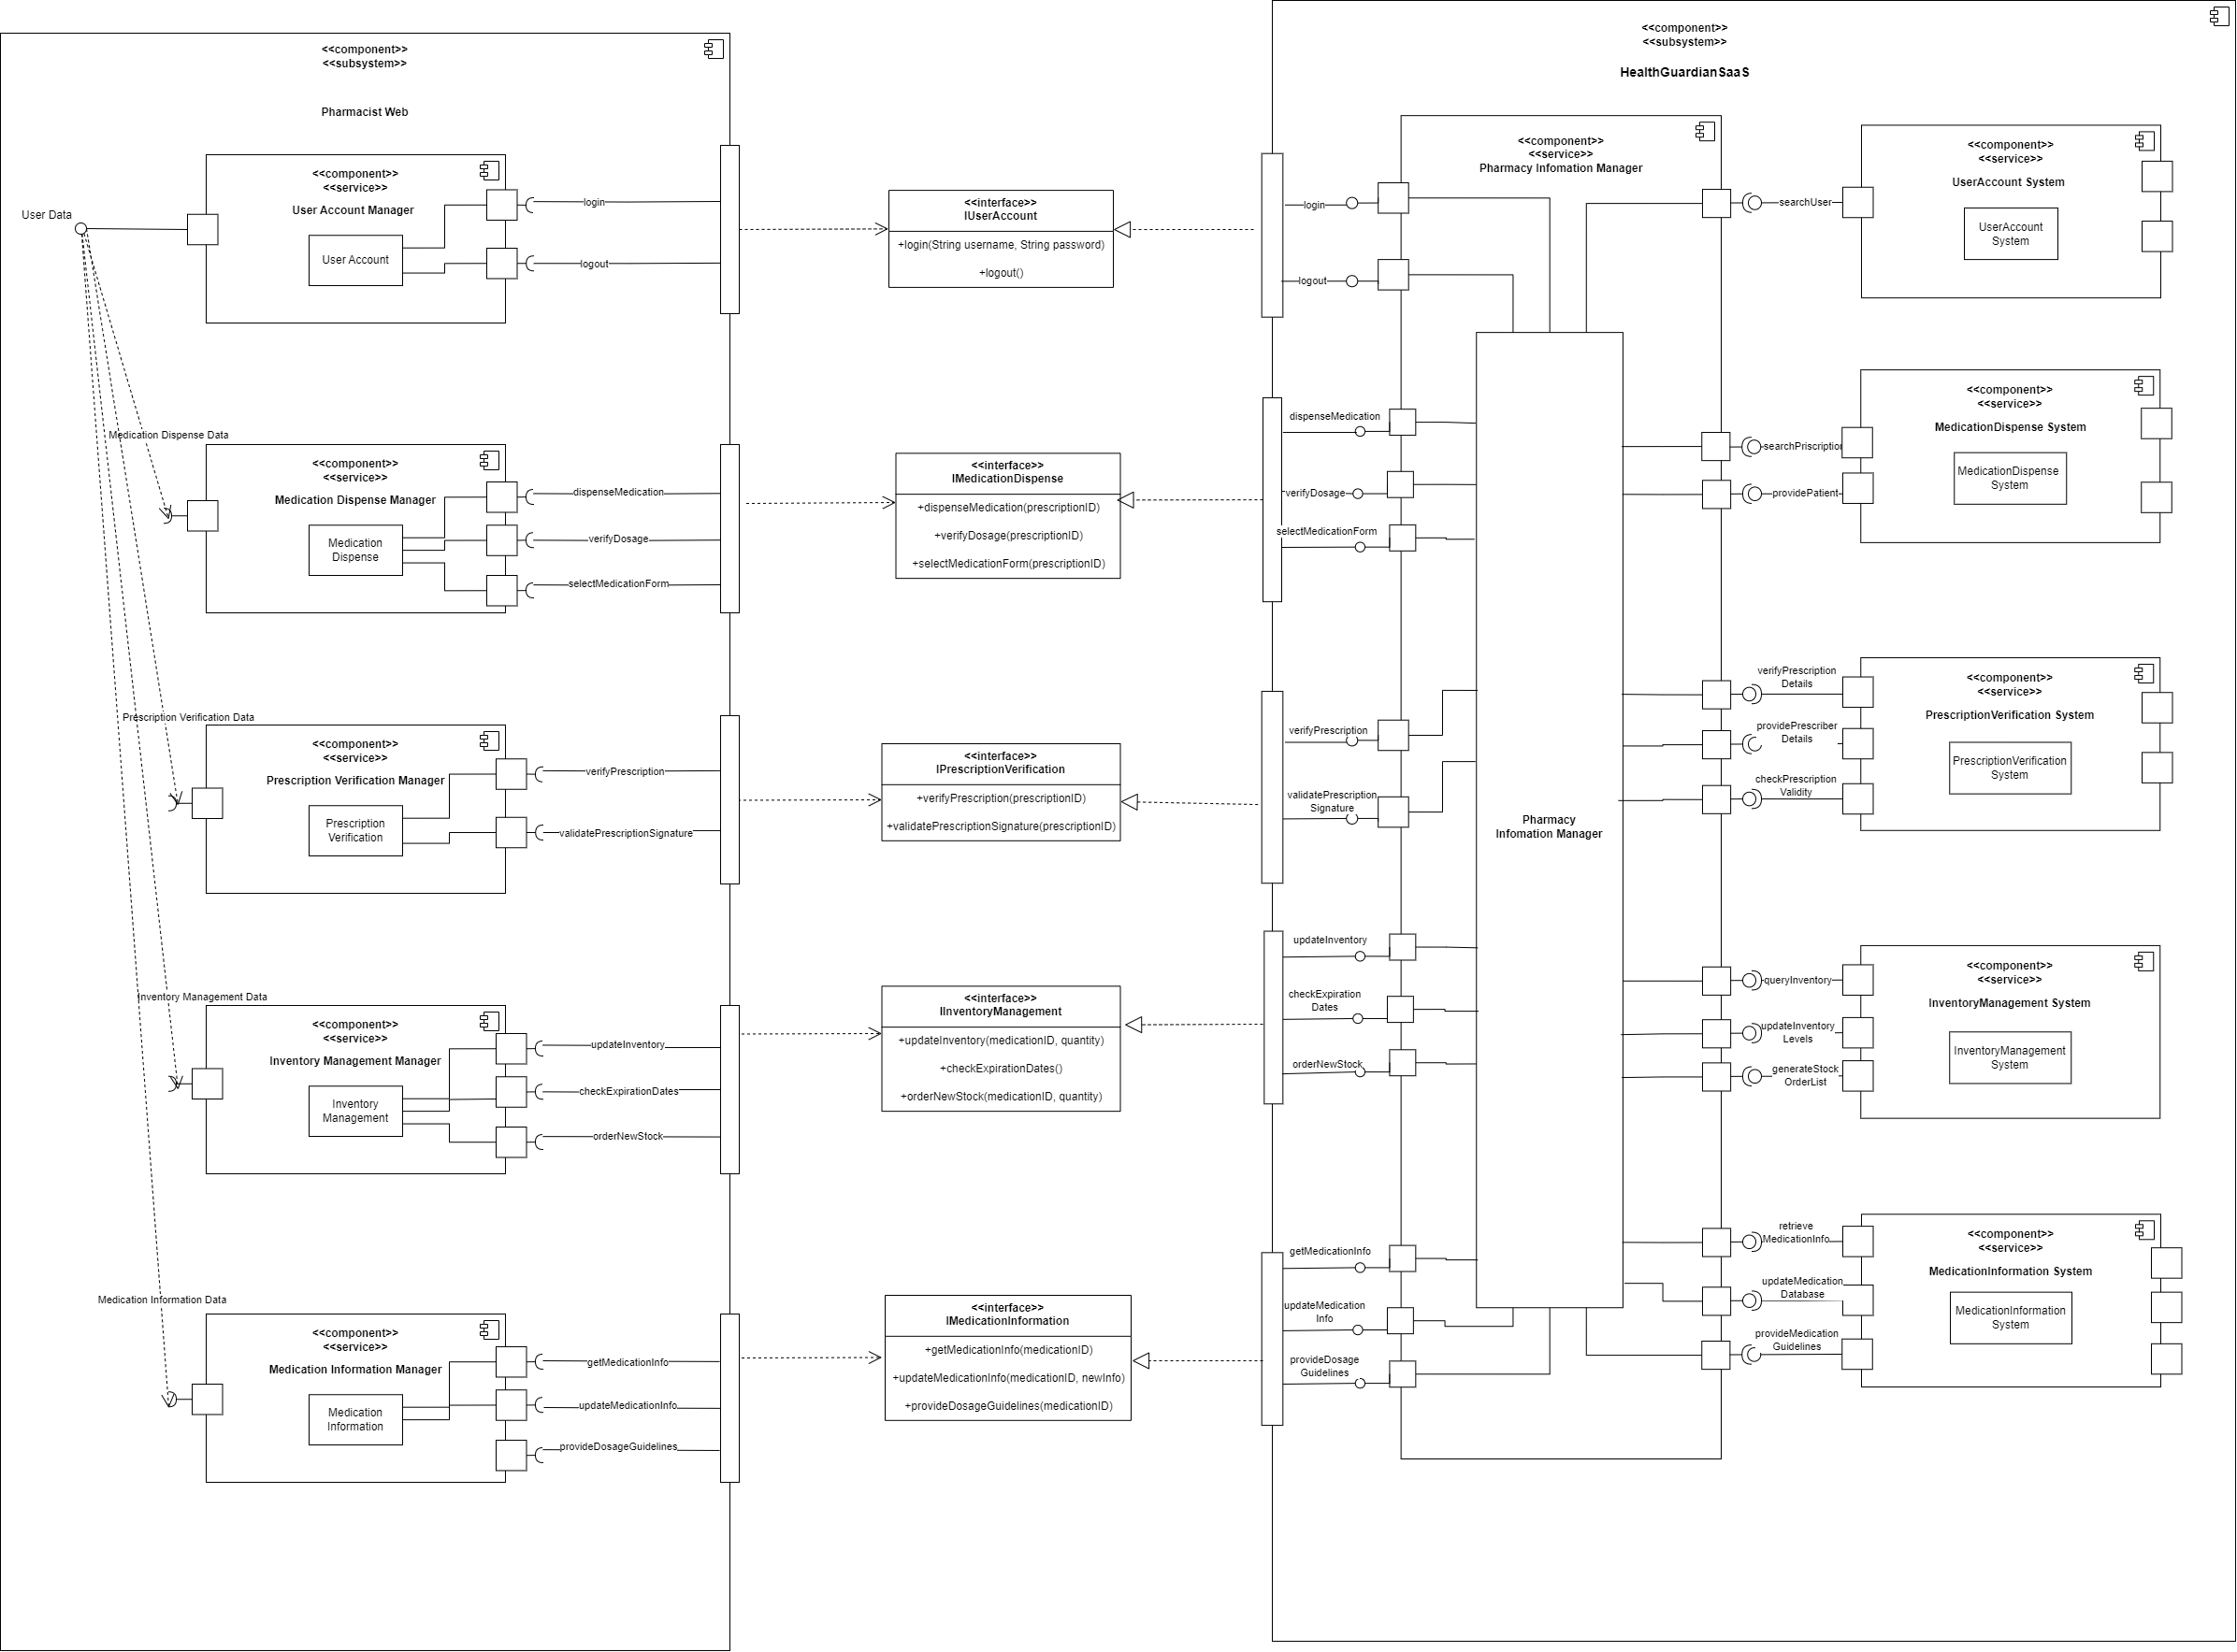 <<component>>
<<subsystem>>
Pharmacist Web
User Data
<<component>>
<<service>>
User Account Manager
User Account
login
logout
Medication Dispense Data
<<component>>
<<service>>
Medication Dispense Manager
Medication
Dispense
dispenseMedication
verifyDosage
selectMedicationForm
Prescription Verification Data
<<component>>
<<service>>
Prescription Verification Manager
Prescription
Verification
verifyPrescription
validatePrescriptionSignature
Inventory Management Data
<<component>>
<<service>>
Inventory Management Manager
Inventory
Management
updateInventory
checkExpirationDates
orderNewStock
Medication Information Data
<<component>>
<<service>>
Medication Information Manager
Medication
Information
getMedicationInfo
updateMedicationInfo
provideDosageGuidelines
<<interface>>
IUserAccount
+login(String username, String password)
+logout()
<<interface>>
IMedicationDispense
+dispenseMedication(prescriptionID)
+verifyDosage(prescriptionID)
+selectMedicationForm(prescriptionID)
<<interface>>
IPrescriptionVerification
+verifyPrescription(prescriptionID)
+validatePrescriptionSignature(prescriptionID)
<<interface>>
IInventoryManagement
+updateInventory(medicationID, quantity)
+checkExpirationDates()
+orderNewStock(medicationID, quantity)
<<interface>>
IMedicationInformation
+getMedicationInfo(medicationID)
+updateMedicationInfo(medicationID, newInfo)
+provideDosageGuidelines(medicationID)
<<component>>
<<subsystem>>
HealthGuardianSaaS
<<component>>
<<service>>
Pharmacy Infomation Manager
login
logout
dispenseMedication
verifyDosage
selectMedicationForm
verifyPrescription
validatePrescription
Signature
updateInventory
checkExpiration
Dates
orderNewStock
getMedicationInfo
updateMedication
Info
provideDosage
Guidelines
Pharmacy
Infomation Manager
searchUser
<<component>>
<<service>>
UserAccount System
UserAccount
System
searchPriscription
providePatient
<<component>>
<<service>>
MedicationDispense System
MedicationDispense
System
verifyPrescription
Details
providePrescriber
Details
checkPrescription
Validity
<<component>>
<<service>>
PrescriptionVerification System
PrescriptionVerification
System
queryInventory
updateInventory
Levels
generateStock
OrderList
<<component>>
<<service>>
InventoryManagement System
InventoryManagement
System
retrieve
MedicationInfo
updateMedication
Database
provideMedication
Guidelines
<<component>>
<<service>>
MedicationInformation System
MedicationInformation
System